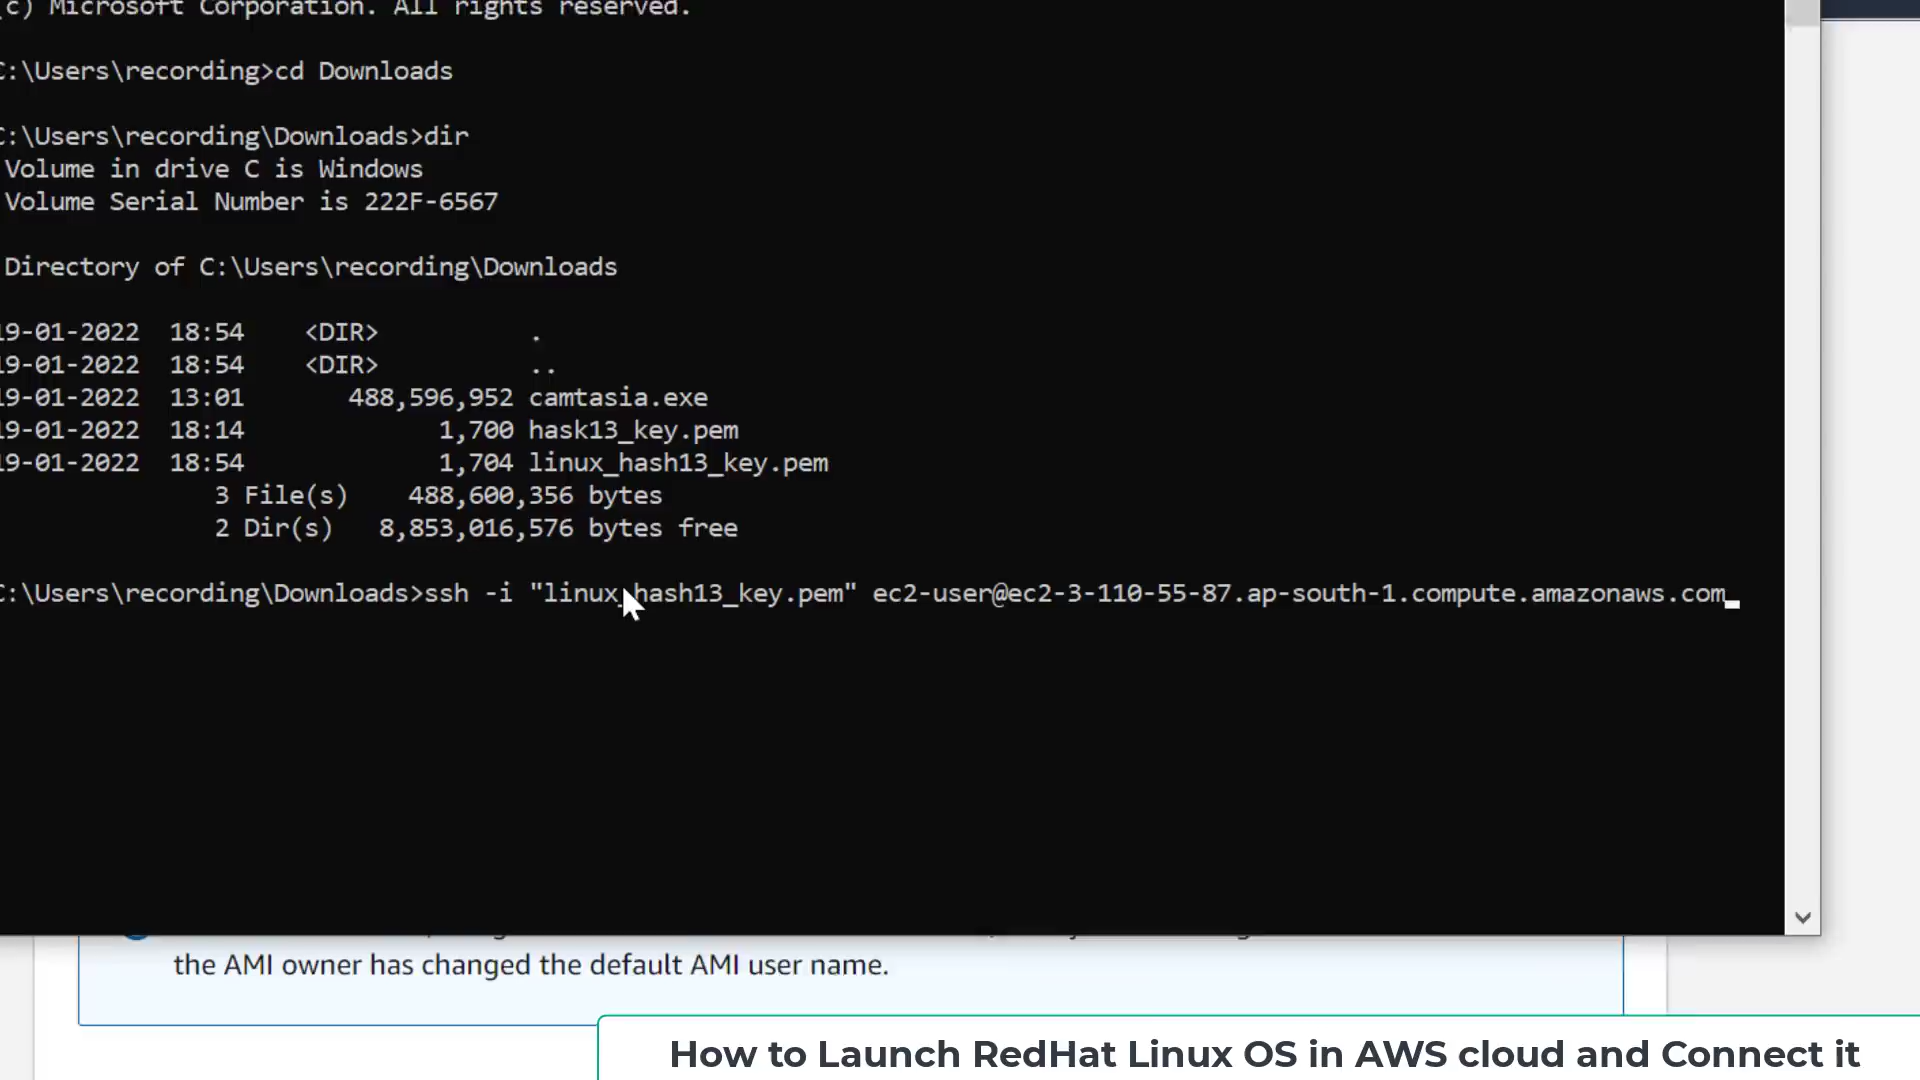 (c) Microsoft Corporation. All rights reserved.
C:\Users\recording>cd Downloads
C:\Users\recording\Downloads>dir
Volume in drive C is Windows
Volume Serial Number is 222F-6567
Directory of C:\Users\recording\Downloads
19-01-2022  18:54    <DIR>          .
19-01-2022  18:54    <DIR>          ..
19-01-2022  13:01       488,596,952 camtasia.exe
19-01-2022  18:14             1,700 hask13_key.pem
19-01-2022  18:54             1,704 linux_hash13_key.pem
3 File(s)    488,600,356 bytes
2 Dir(s)   8,853,016,576 bytes free
C:\Users\recording\Downloads>ssh -i "linux_hash13_key.pem" ec2-user@ec2-3-110-55-87.ap-south-1.compute.amazonaws.com
the AMI owner has changed the default AMI user name.
How to Launch RedHat Linux OS in AWS cloud and Connect it